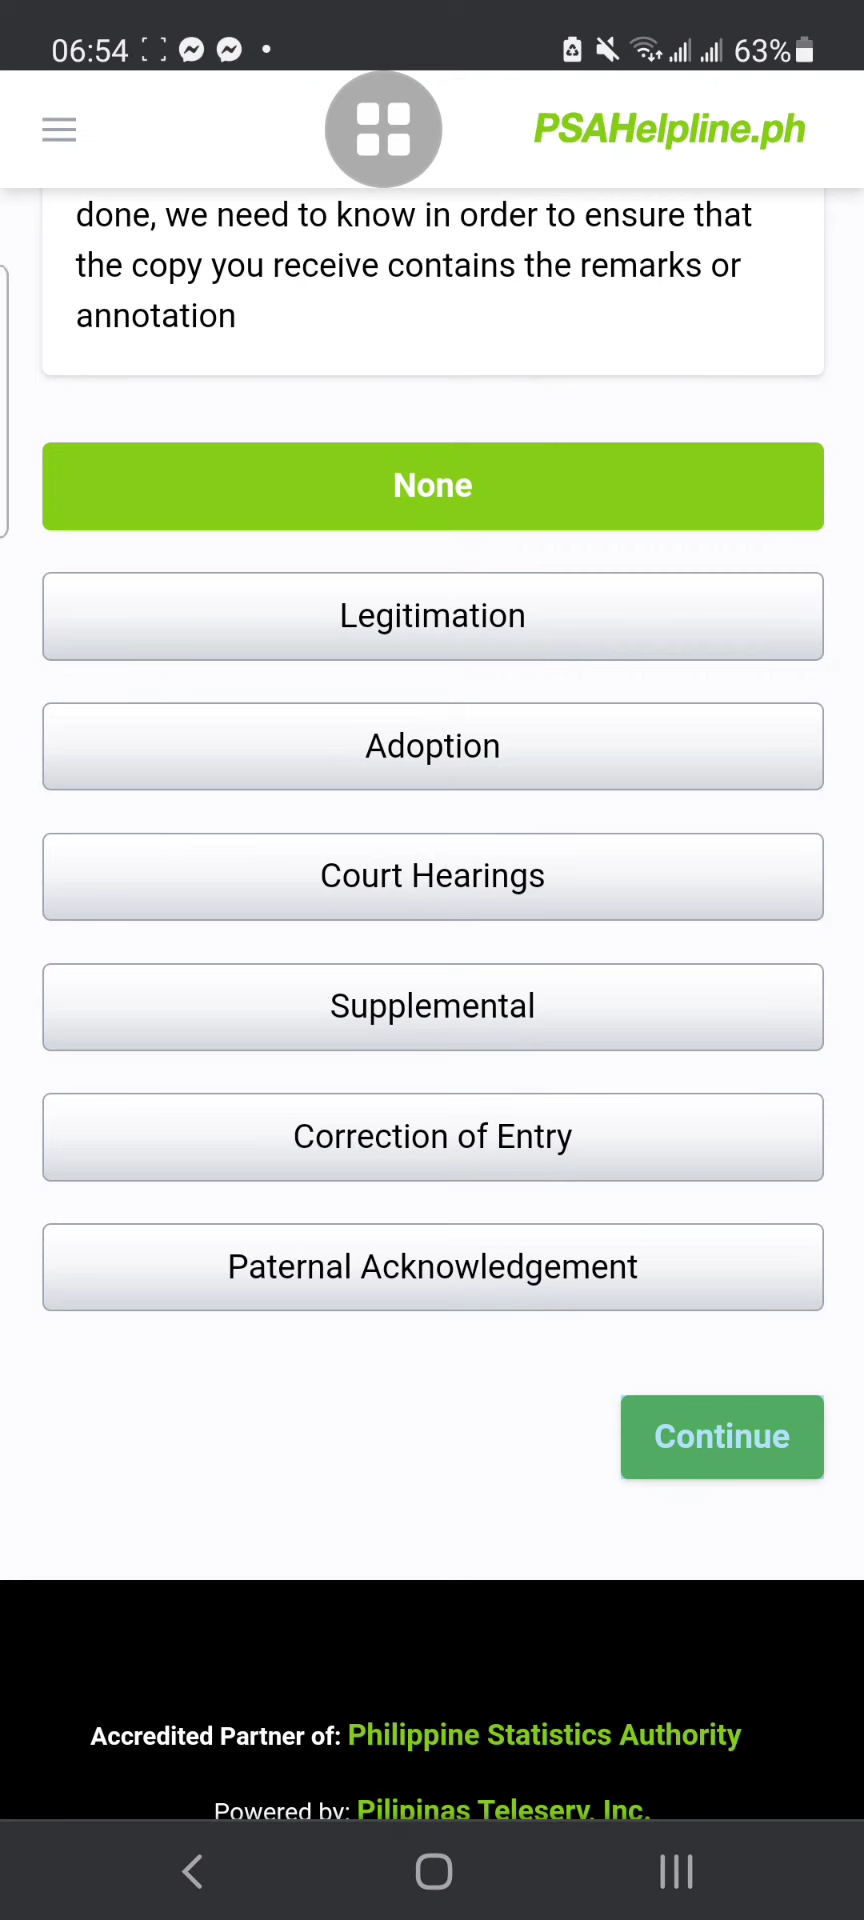 06:54
63%
PSAHelpline.ph
done, we need to know in order to ensure that
the copy you receive contains the remarks or
annotation
None
Legitimation
Adoption
Court Hearings
Supplemental
Correction of Entry
Paternal Acknowledgement
Continue
Accredited Partner of: Philippine Statistics Authority
Powered by: Pilipinas Teleserv, Inc.